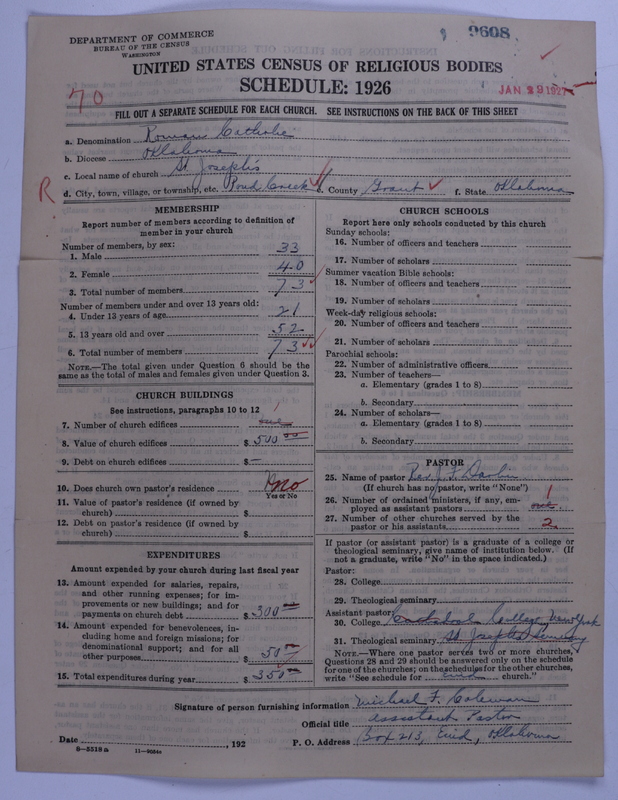 9608
DEPARTMENT OF COMMERCE
BUREAU OF THE CENSUS
WASHINGTON
UNITED STATES CENSUS OF RELIGIOUS BODIES
SCHEDULE: 1926
JAN 29 1927
70
FILL OUT A SEPARATE SCHEDULE FOR EACH CHURCH. SEE INSTRUCTIONS ON THE BACK OF THIS SHEET
a. Denomination Roman Catholic
b. Diocese Oklahoma
c. Local name of church St Joseph's
R
d. City, town, village, or township, etc. Pond Creek e. County Grant f. State Oklahoma
MEMBERSHIP
Report number of members according to definition of
member in your church
Number of members, by sex:
1. Male 33
2. Female 40
3. Total number of members 73
Number of members under and over 13 years old:
4. Under 13 years of age 21
5. 13 years old and over 52
6. Total number of members 73
NOTE.—The total given under Question 6 should be the
same as the total of males and females given under Question 3.
CHURCH BUILDINGS
See instructions, paragraphs 10 to 12
1
7. Number of church edifices one
8. Value of church edifices $ 500 00
9. Debt on church edifices $ —
10. Does church own pastor's residence no
Yes or No
11. Value of pastor's residence (if owned by
church) $
12. Debt on pastor's residence (if owned by
church) $
EXPENDITURES
Amount expended by your church during last fiscal year
13. Amount expended for salaries, repairs,
and other running expenses; for im-
provements or new buildings; and for
payments on church debt $ 300 00
14. Amount expended for benevolences, in-
cluding home and foreign missions; for
denominational support; and for all
other purposes $ 50
15. Total expenditures during year $ 350
CHURCH SCHOOLS
Report here only schools conducted by this church
Sunday schools:
16. Number of officers and teachers
17. Number of scholars
Summer vacation Bible schools:
18. Number of officers and teachers
19. Number of scholars
Week-day religious schools:
20. Number of officers and teachers
21. Number of scholars
Parochial schools:
22. Number of administrative officers
23. Number of teachers—
a. Elementary (grades 1 to 8)
b. Secondary
24. Number of scholars—
a. Elementary (grades 1 to 8)
b. Secondary
PASTOR
25. Name of pastor Rev. J. F.
(If church has no pastor, write "None")
26. Number of ordained ministers, if any, em-
1
ployed as assistant pastors one
27. Number of other churches served by the
pastor or his assistants 2
If pastor (or assistant pastor) is a graduate of a college or
theological seminary, give name of institution below. (If
not a graduate, write "No" in the space indicated.)
Pastor:
28. College
29. Theological seminary
Assistant pastor:
30. College Cathedral College New York
31. Theological seminary St Josephs Seminary
NOTE.—Where one pastor serves two or more churches,
Questions 28 and 29 should be answered only on the schedule
for one of the churches; on the schedules for the other churches,
write "See schedule for Enid church."
Signature of person furnishing information Michael F. Coleman
Official title Assistant Pastor
Date , 192 P. O. Address Box 213, Enid, Oklahoma
8—5518a 11—9084a